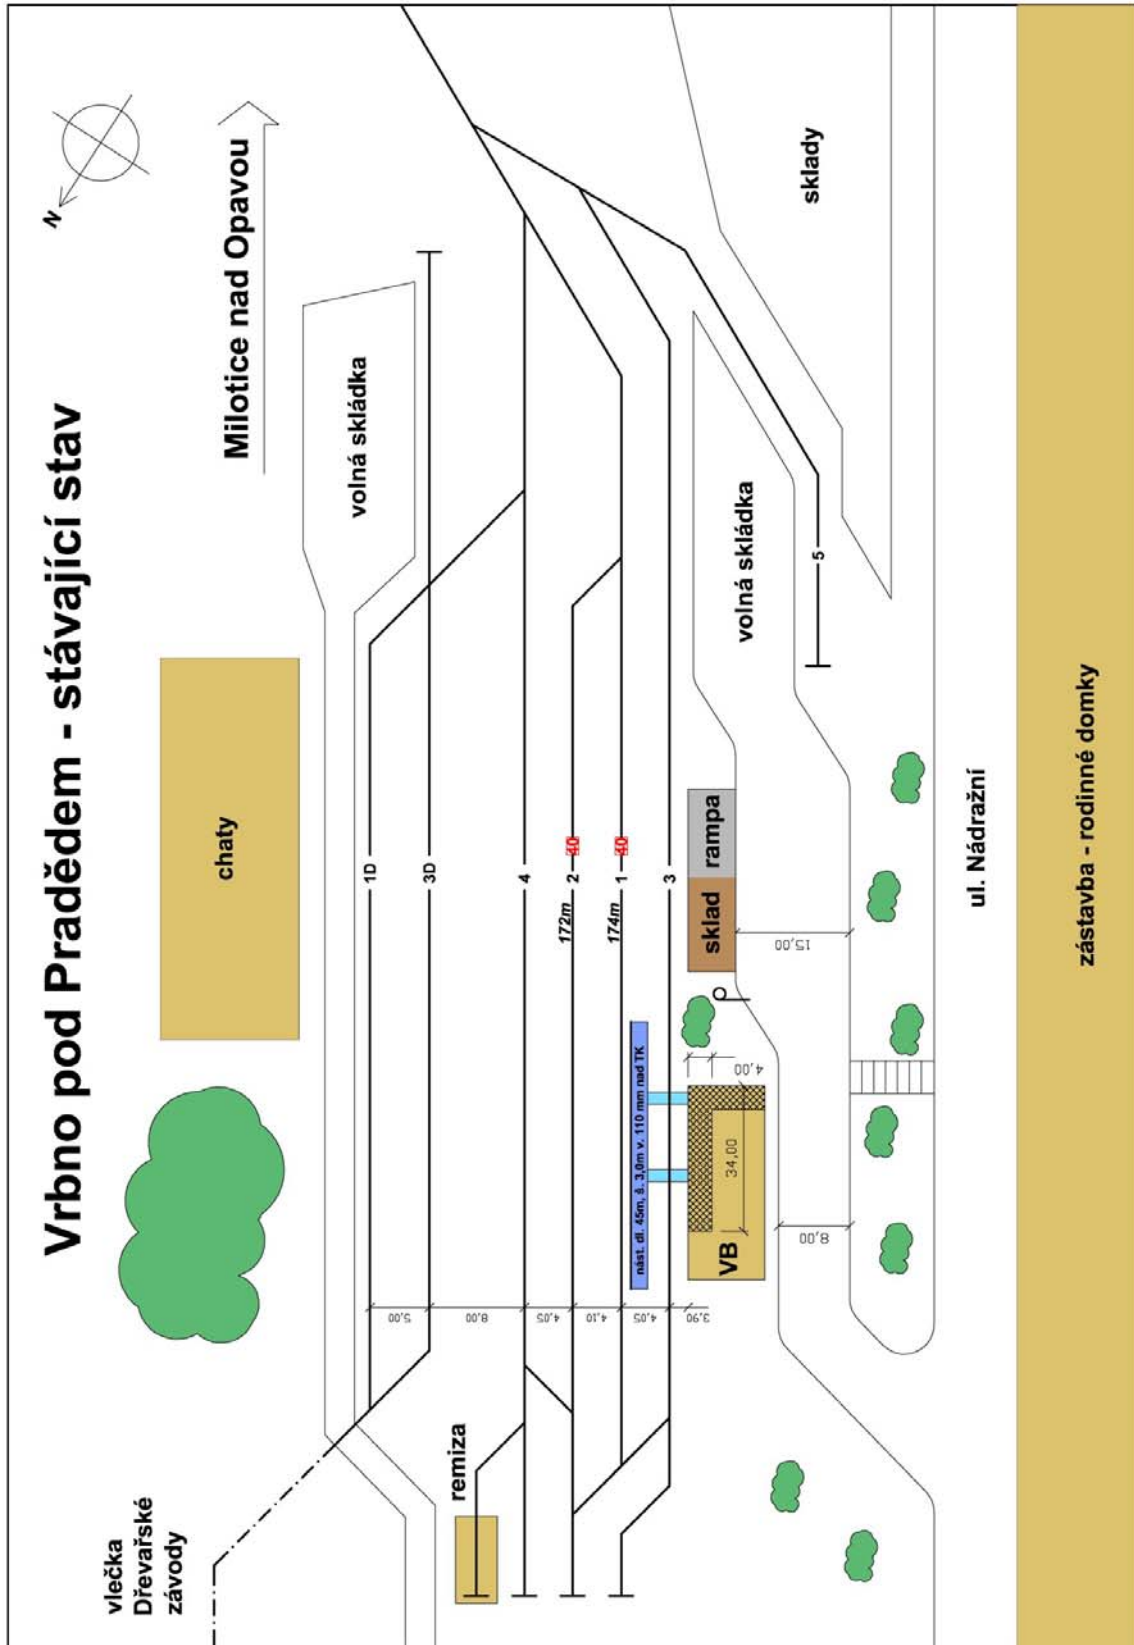 Vrbno pod Pradědem - stávající stav
N
Milotice nad Opavou
vlečka
Dřevařské
závody
chaty
volná skládka
remiza
1D
3D
4
172m
2
40
174m
1
40
3
5,00
8,00
4,05
4,10
4,05
3,90
nást. dl. 45m, š. 3,0m v. 110 mm nad TK
VB
34,00
4,00
sklad
rampa
volná skládka
sklady
5
8,00
15,00
ul. Nádražní
zástavba - rodinné domky